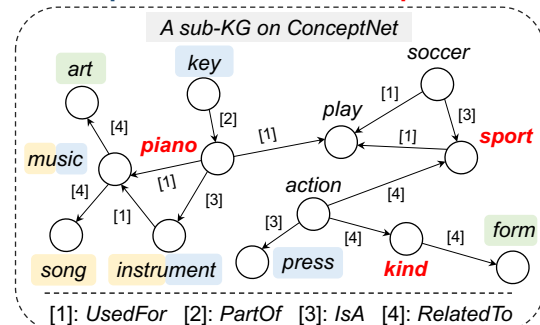 A sub-KG on ConceptNet
art
key
soccer
[1]
[2]
play
[3]
[4]
piano
[1]
[1]
sport
music
[1]
action
[4]
[4]
[1]
[3]
[3]
[4]
[4]
form
song
instrument
press
kind
[1]: UsedFor [2]: PartOf [3]: IsA [4]: RelatedTo